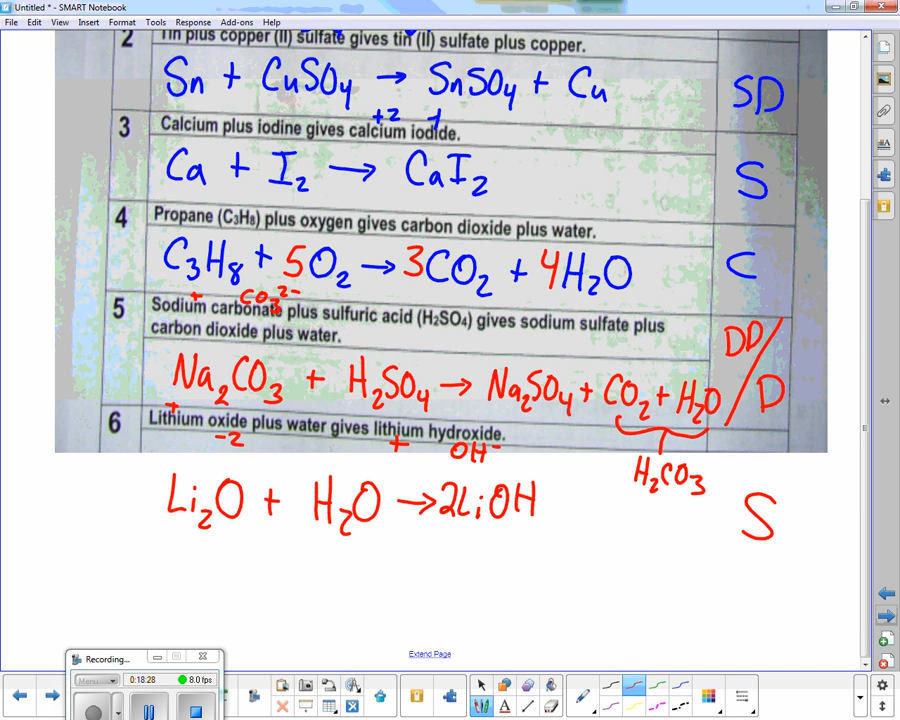 Untitled * - SMART Notebook
File Edit View Insert Format Tools Response Add-ons Help
2 Tin plus copper (II) sulfate gives tin (II) sulfate plus copper.
Sn + CuSO4 → SnSO4 + Cu SD
+2 -1
3 Calcium plus iodine gives calcium iodide.
Ca + I2 → CaI2 S
4 Propane (C3H8) plus oxygen gives carbon dioxide plus water.
C3H8 + 5O2 → 3CO2 + 4H2O C
+ CO3 2-
5 Sodium carbonate plus sulfuric acid (H2SO4) gives sodium sulfate plus
carbon dioxide plus water.
DD/
Na2CO3 + H2SO4 → Na2SO4 + CO2 + H2O D
+
6 Lithium oxide plus water gives lithium hydroxide.
-2 + OH-
H2CO3
Li2O + H2O → 2LiOH S
Extend Page
Recording...
Menu 0:18:28 8.0 fps